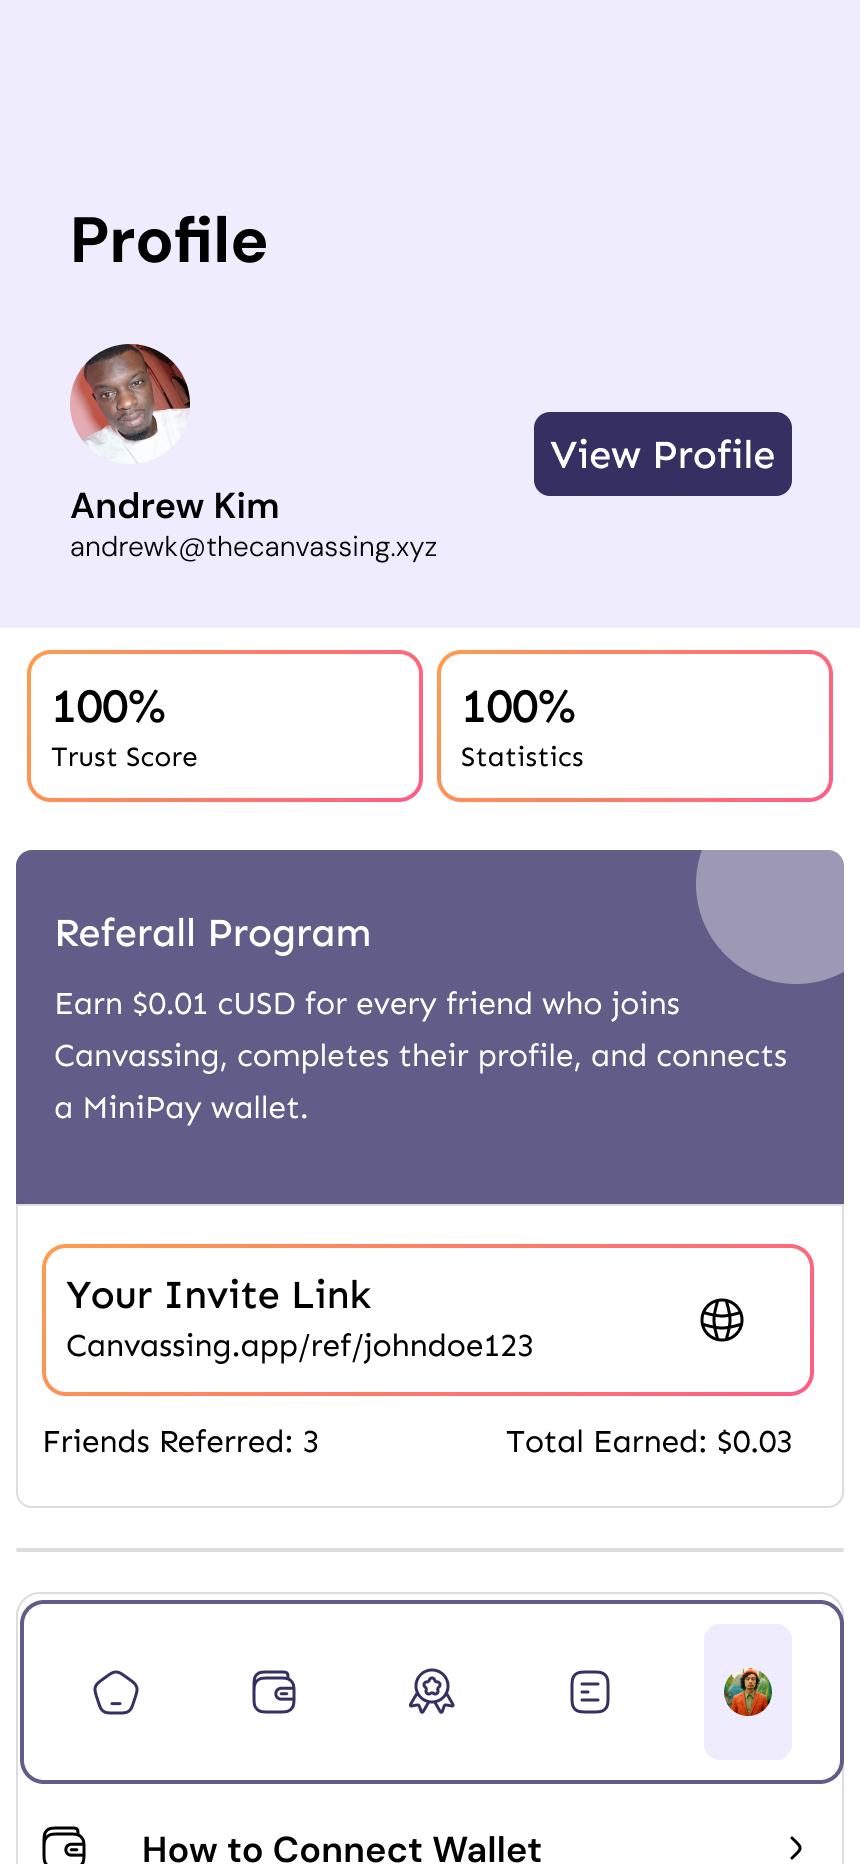 Profile
View Profile
Andrew Kim
andrewk@thecanvassing.xyz
100%
Trust Score
100%
Statistics
Referall Program
Earn $0.01 cUSD for every friend who joins
Canvassing, completes their profile, and connects
a MiniPay wallet.
Your Invite Link
Canvassing.app/ref/johndoe123
Friends Referred: 3
Total Earned: $0.03
How to Connect Wallet